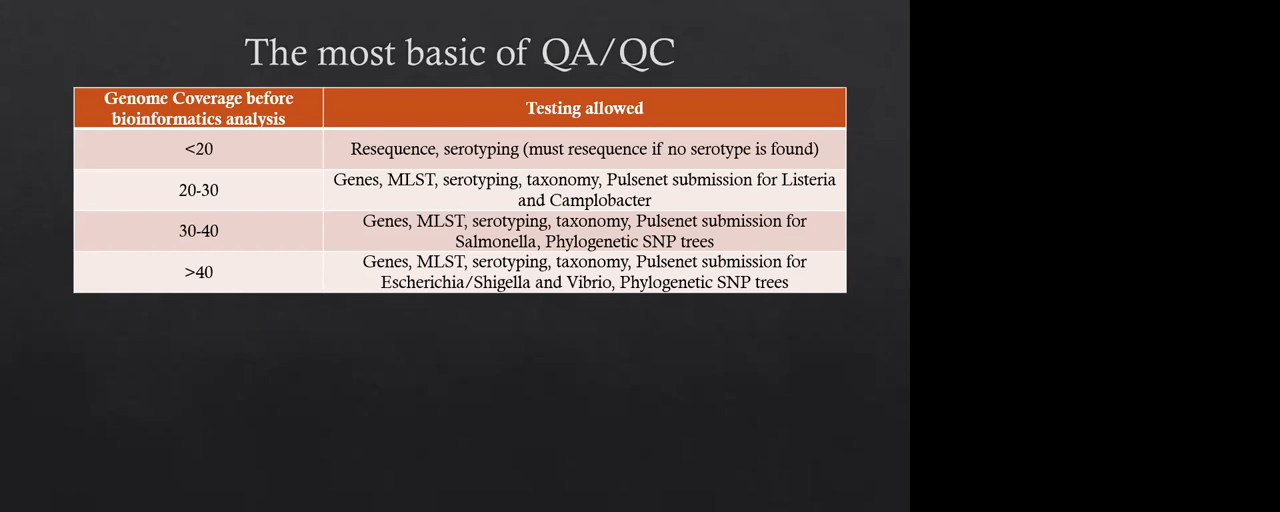 The most basic of QA/QC
Genome Coverage before
bioinformatics analysis
Testing allowed
<20
Resequence, serotyping (must resequence if no serotype is found)
20-30
Genes, MLST, serotyping, taxonomy, Pulsenet submission for Listeria
and Camplobacter
30-40
Genes, MLST, serotyping, taxonomy, Pulsenet submission for
Salmonella, Phylogenetic SNP trees
>40
Genes, MLST, serotyping, taxonomy, Pulsenet submission for
Escherichia/Shigella and Vibrio, Phylogenetic SNP trees